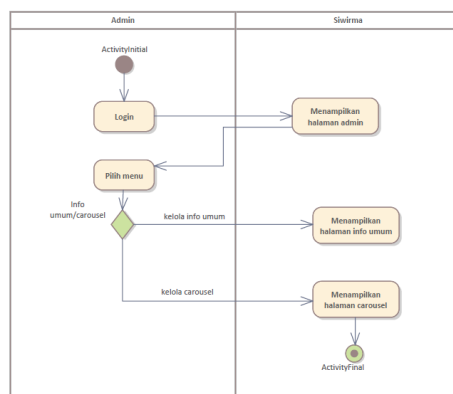 Admin
Siwirma
ActivityInitial
Login
Menampilkan
halaman admin
Pilih menu
Info
umum/carousel
kelola info umum
Menampilkan
halaman info umum
kelola carousel
Menampilkan
halaman carousel
ActivityFinal